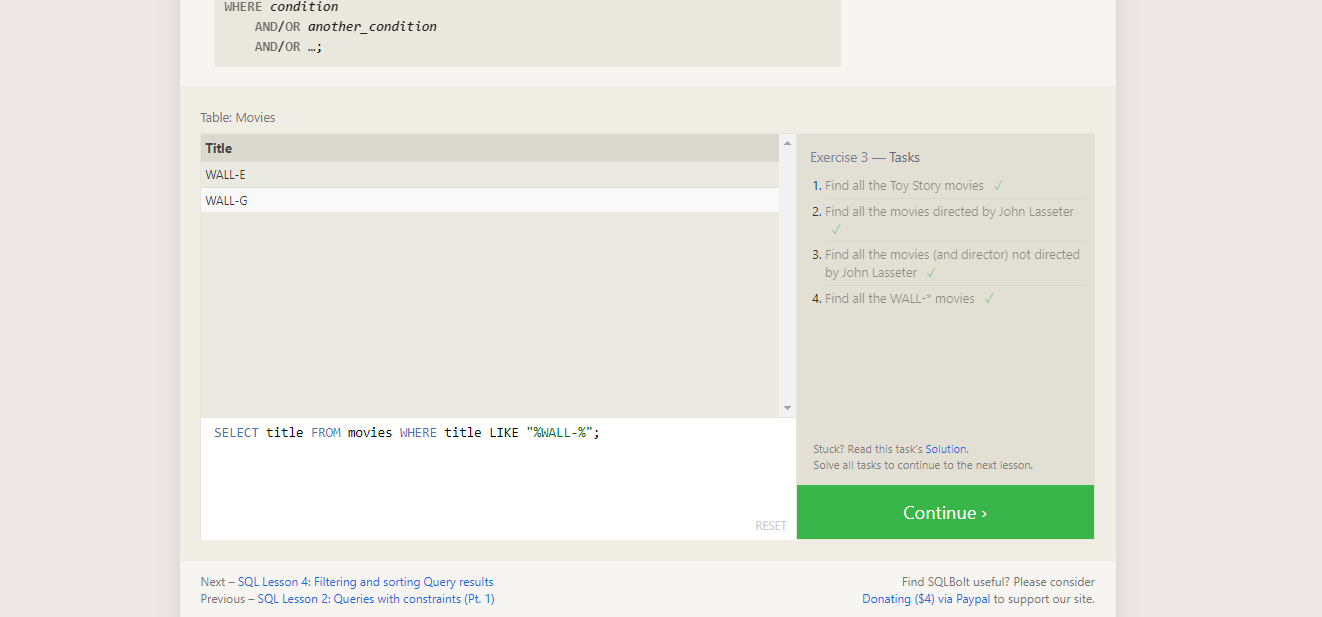 WHERE condition
AND/OR another_condition
AND/OR …;
Table: Movies
Title
WALL-E
WALL-G
SELECT title FROM movies WHERE title LIKE "%WALL-%";
RESET
Exercise 3 — Tasks
1. Find all the Toy Story movies ✓
2. Find all the movies directed by John Lasseter
✓
3. Find all the movies (and director) not directed
by John Lasseter ✓
4. Find all the WALL-* movies ✓
Stuck? Read this task's Solution.
Solve all tasks to continue to the next lesson.
Continue ›
Next – SQL Lesson 4: Filtering and sorting Query results
Previous – SQL Lesson 2: Queries with constraints (Pt. 1)
Find SQLBolt useful? Please consider
Donating ($4) via Paypal to support our site.